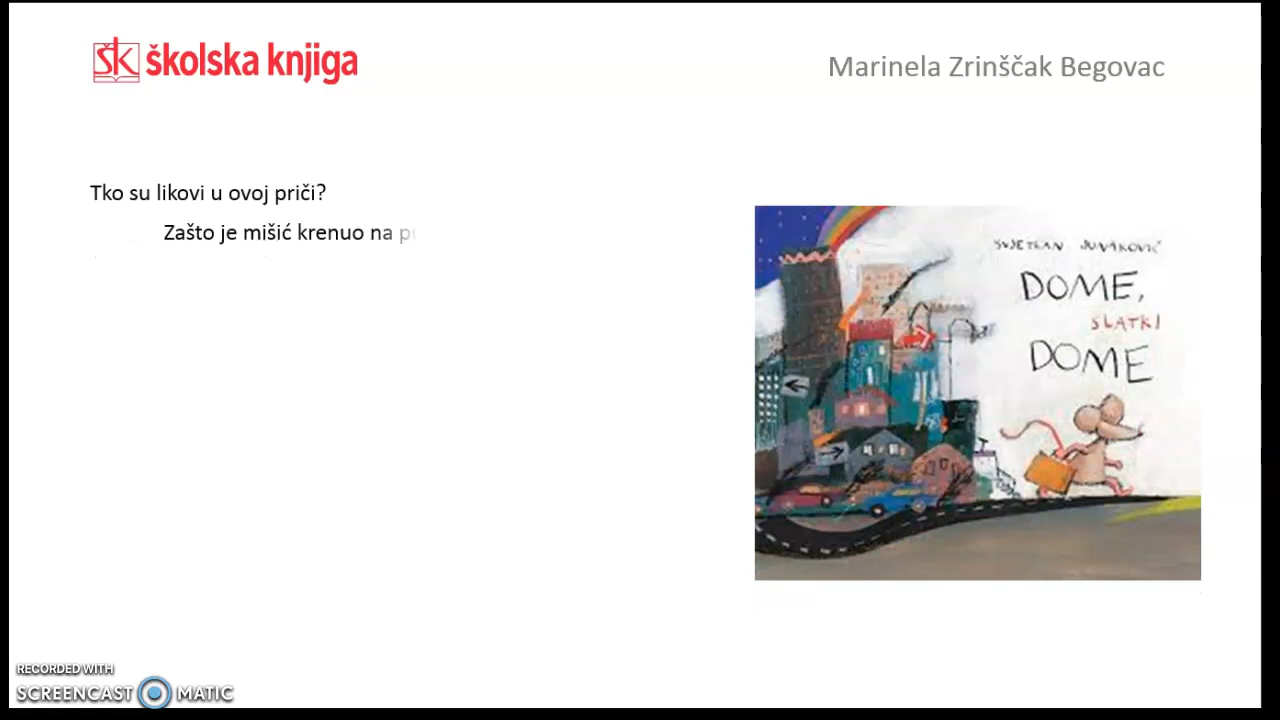 školska knjiga
Marinela Zrinščak Begovac
Tko su likovi u ovoj priči?
Zašto je mišić krenuo na
SVJETLAN JUNAKOVIĆ
DOME,
SLATKI
DOME
RECORDED WITH
SCREENCAST MATIC